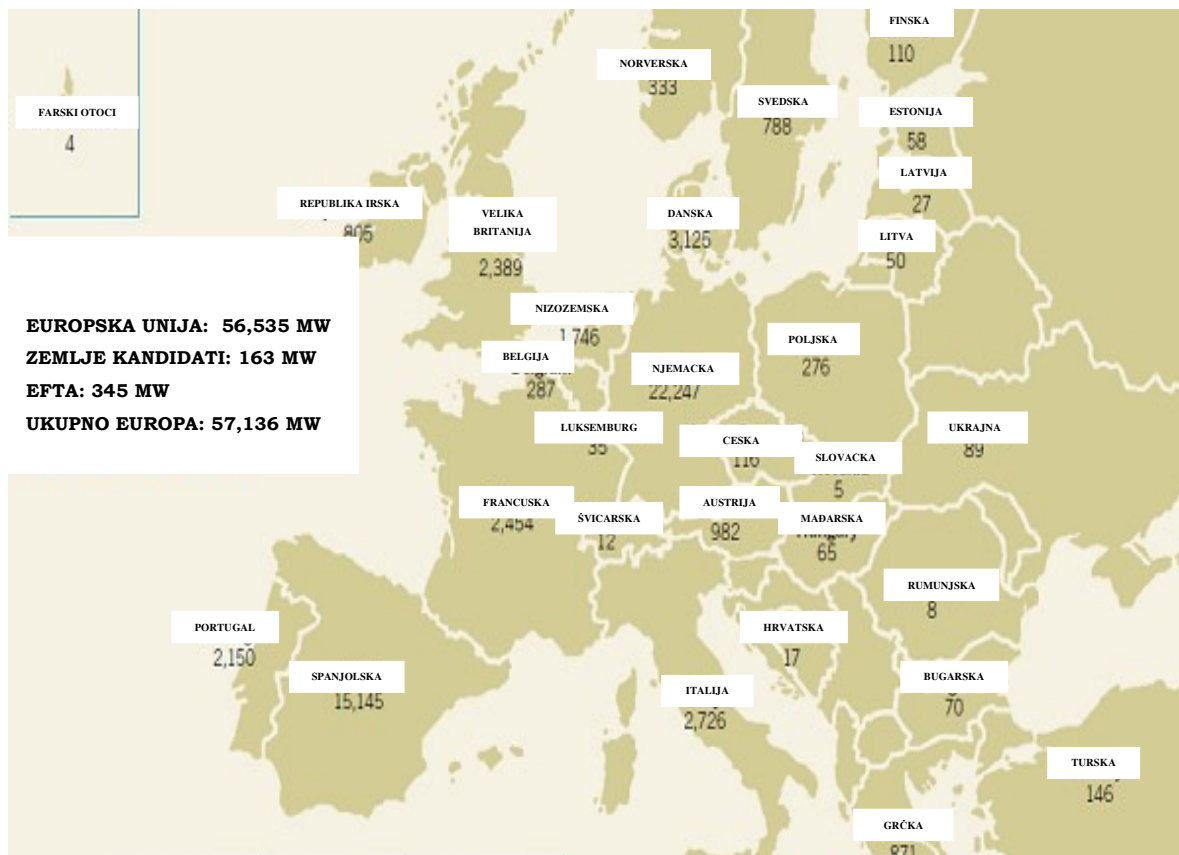 FINSKA
110
NORVERSKA
333
SVEDSKA
788
FARSKI OTOCI
4
ESTONIJA
58
LATVIJA
27
REPUBLIKA IRSKA
805
VELIKA
BRITANIJA
2,389
DANSKA
3,125
LITVA
50
EUROPSKA UNIJA: 56,535 MW
ZEMLJE KANDIDATI: 163 MW
EFTA: 345 MW
UKUPNO EUROPA: 57,136 MW
NIZOZEMSKA
1,746
BELGIJA
287
NJEMACKA
22,247
POLJSKA
276
LUKSEMBURG
35
CESKA
116
SLOVACKA
5
UKRAJNA
89
FRANCUSKA
2,454
ŠVICARSKA
12
AUSTRIJA
982
MAĐARSKA
65
RUMUNJSKA
8
PORTUGAL
2,150
SPANJOLSKA
15,145
HRVATSKA
17
ITALIJA
2,726
BUGARSKA
70
TURSKA
146
GRČKA
871